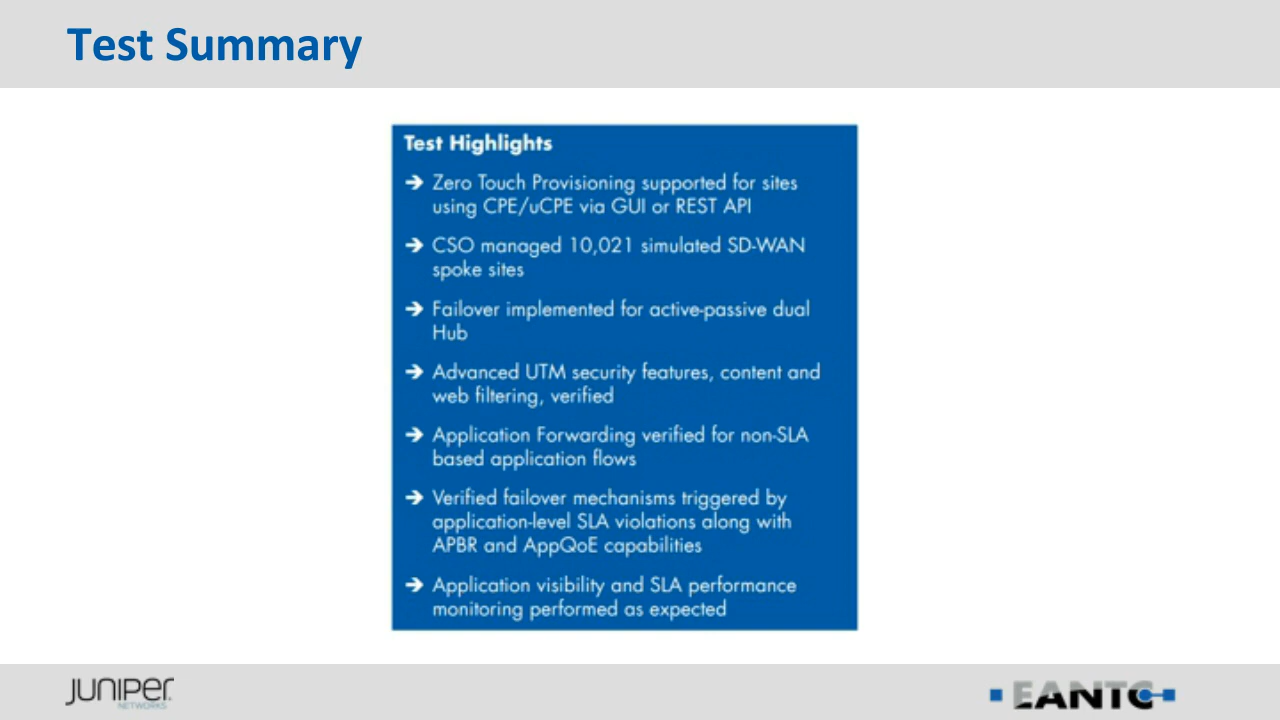 Test Summary
Test Highlights
➔ Zero Touch Provisioning supported for sites
using CPE/uCPE via GUI or REST API
➔ CSO managed 10,021 simulated SD-WAN
spoke sites
➔ Failover implemented for active-passive dual
Hub
➔ Advanced UTM security features, content and
web filtering, verified
➔ Application Forwarding verified for non-SLA
based application flows
➔ Verified failover mechanisms triggered by
application-level SLA violations along with
APBR and AppQoE capabilities
➔ Application visibility and SLA performance
monitoring performed as expected
JUNIPER
NETWORKS
EANTC